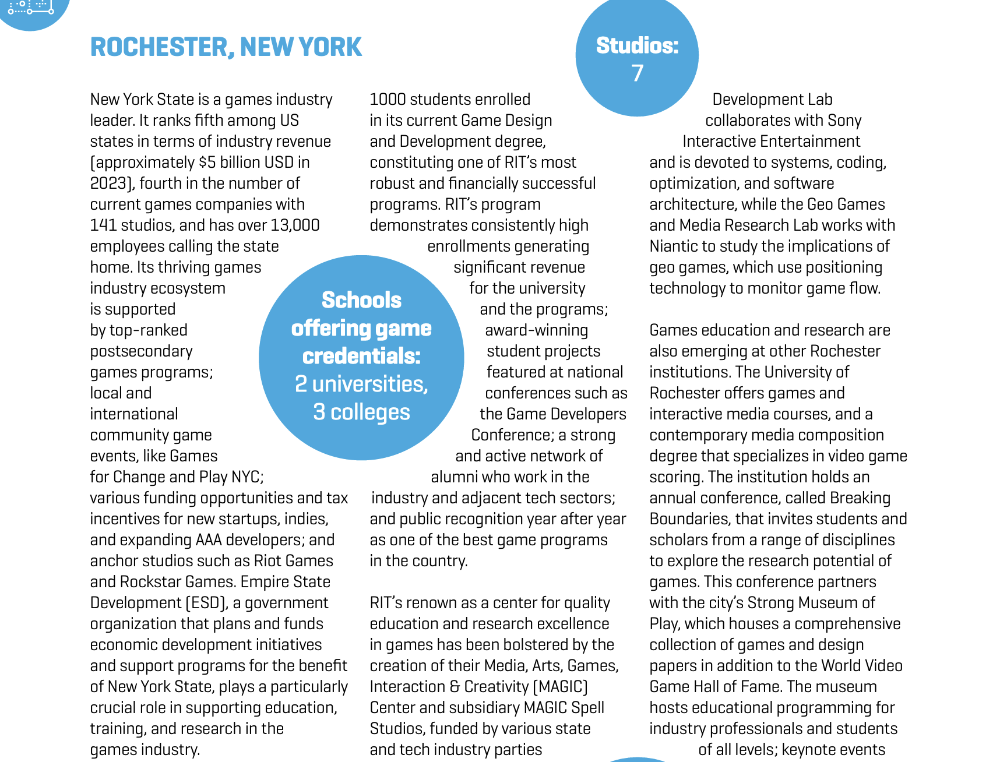 ROCHESTER, NEW YORK
New York State is a games industry
leader. It ranks fifth among US
states in terms of industry revenue
(approximately $5 billion USD in
2023), fourth in the number of
current games companies with
141 studios, and has over 13,000
employees calling the state
home. Its thriving games
industry ecosystem
is supported
by top-ranked
postsecondary
games programs;
local and
international
community game
events, like Games
for Change and Play NYC;
various funding opportunities and tax
incentives for new startups, indies,
and expanding AAA developers; and
anchor studios such as Riot Games
and Rockstar Games. Empire State
Development (ESD), a government
organization that plans and funds
economic development initiatives
and support programs for the benefit
of New York State, plays a particularly
crucial role in supporting education,
training, and research in the
games industry.
Schools
offering game
credentials:
2 universities,
3 colleges
1000 students enrolled
in its current Game Design
and Development degree,
constituting one of RIT’s most
robust and financially successful
programs. RIT’s program
demonstrates consistently high
enrollments generating
significant revenue
for the university
and the programs;
award-winning
student projects
featured at national
conferences such as
the Game Developers
Conference; a strong
and active network of
alumni who work in the
industry and adjacent tech sectors;
and public recognition year after year
as one of the best game programs
in the country.
RIT’s renown as a center for quality
education and research excellence
in games has been bolstered by the
creation of their Media, Arts, Games,
Interaction & Creativity (MAGIC)
Center and subsidiary MAGIC Spell
Studios, funded by various state
and tech industry parties
Studios:
7
Development Lab
collaborates with Sony
Interactive Entertainment
and is devoted to systems, coding,
optimization, and software
architecture, while the Geo Games
and Media Research Lab works with
Niantic to study the implications of
geo games, which use positioning
technology to monitor game flow.
Games education and research are
also emerging at other Rochester
institutions. The University of
Rochester offers games and
interactive media courses, and a
contemporary media composition
degree that specializes in video game
scoring. The institution holds an
annual conference, called Breaking
Boundaries, that invites students and
scholars from a range of disciplines
to explore the research potential of
games. This conference partners
with the city’s Strong Museum of
Play, which houses a comprehensive
collection of games and design
papers in addition to the World Video
Game Hall of Fame. The museum
hosts educational programming for
industry professionals and students
of all levels; keynote events